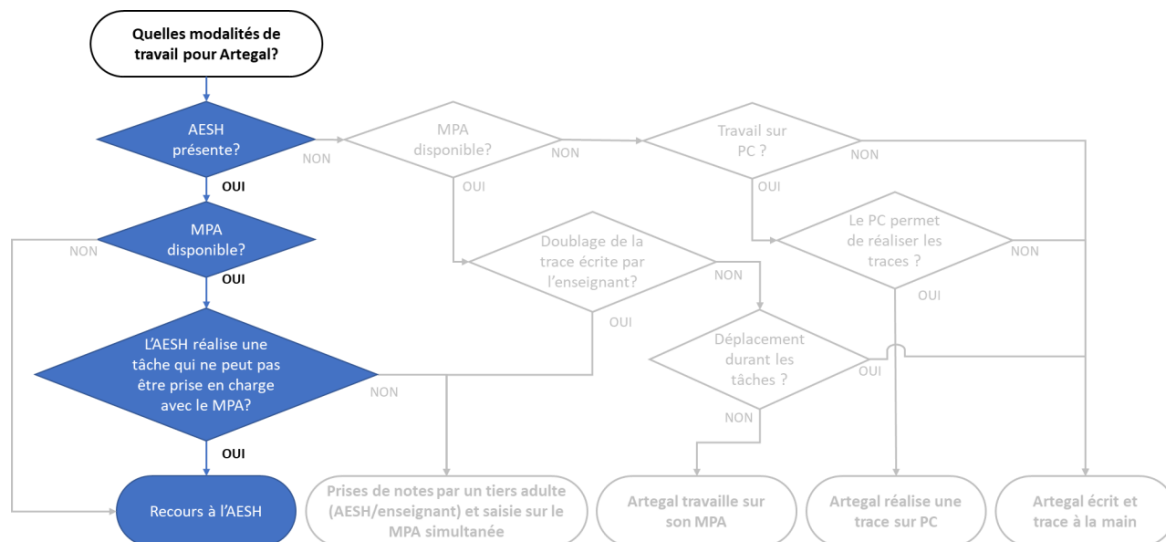 Quelles modalités de
travail pour Artegal?
AESH
présente?
NON
OUI
MPA
disponible?
NON
OUI
Travail sur
PC ?
NON
OUI
MPA
disponible?
NON
OUI
Doublage de la
trace écrite par
l’enseignant?
NON
OUI
Le PC permet
de réaliser les
traces ?
NON
OUI
L’AESH réalise une
tâche qui ne peut pas
être prise en charge
avec le MPA?
NON
OUI
Déplacement
durant les
tâches ?
OUI
NON
Recours à l’AESH
Prises de notes par un tiers adulte
(AESH/enseignant) et saisie sur le
MPA simultanée
Artegal travaille sur
son MPA
Artegal réalise une
trace sur PC
Artegal écrit et
trace à la main